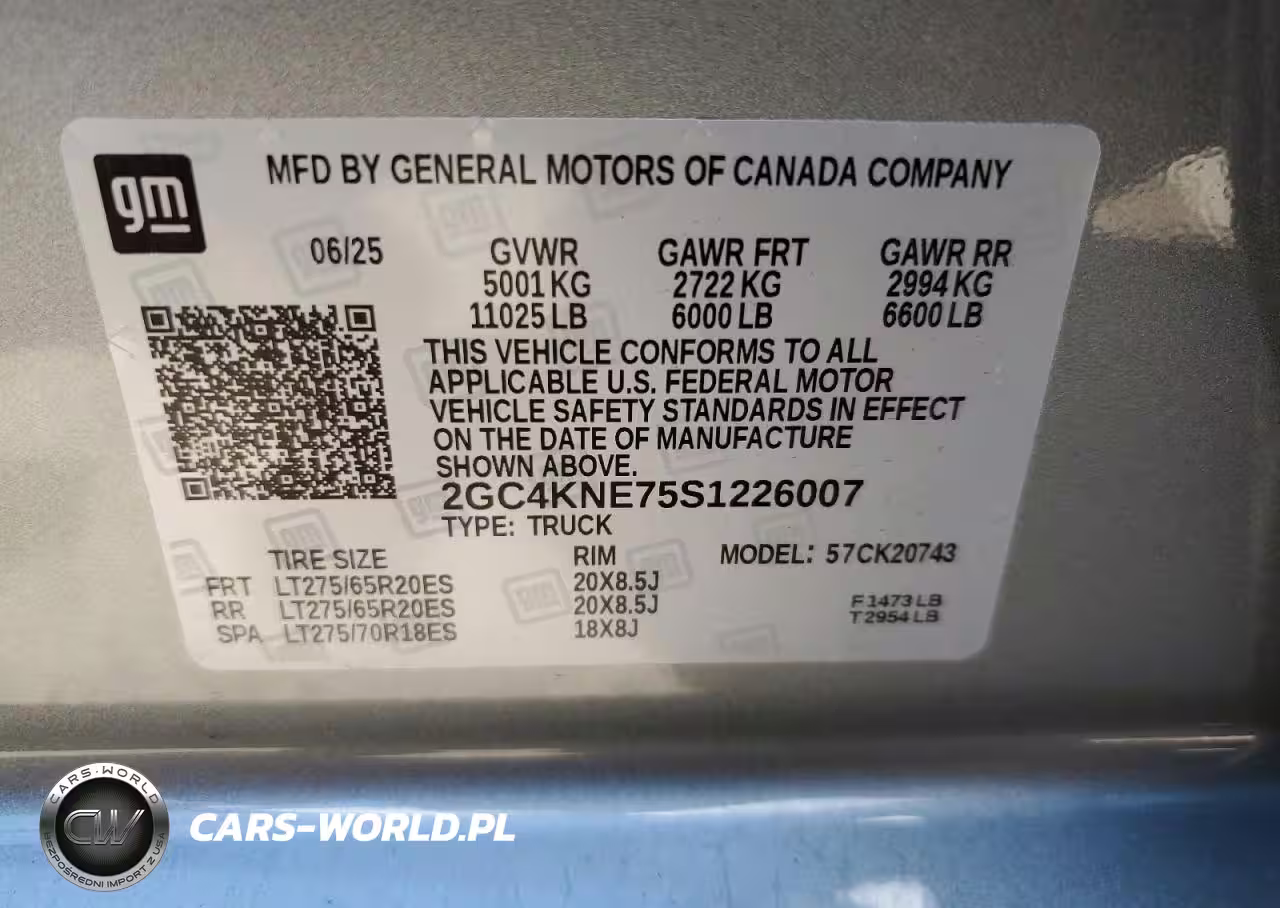 gm
MFD BY GENERAL MOTORS OF CANADA COMPANY
06/25 GVWR GAWR FRT GAWR RR
5001 KG 2722 KG 2994 KG
11025 LB 6000 LB 6600 LB
THIS VEHICLE CONFORMS TO ALL
APPLICABLE U.S. FEDERAL MOTOR
VEHICLE SAFETY STANDARDS IN EFFECT
ON THE DATE OF MANUFACTURE
SHOWN ABOVE.
2GC4KNE75S1226007
TYPE: TRUCK
TIRE SIZE RIM MODEL: 57CK20743
FRT LT275/65R20ES 20X8.5J
RR LT275/65R20ES 20X8.5J F1473LB
SPA LT275/70R18ES 18X8J T2954LB
CARS-WORLD
CW
BEZPOŚREDNI IMPORT Z USA
CARS-WORLD.PL